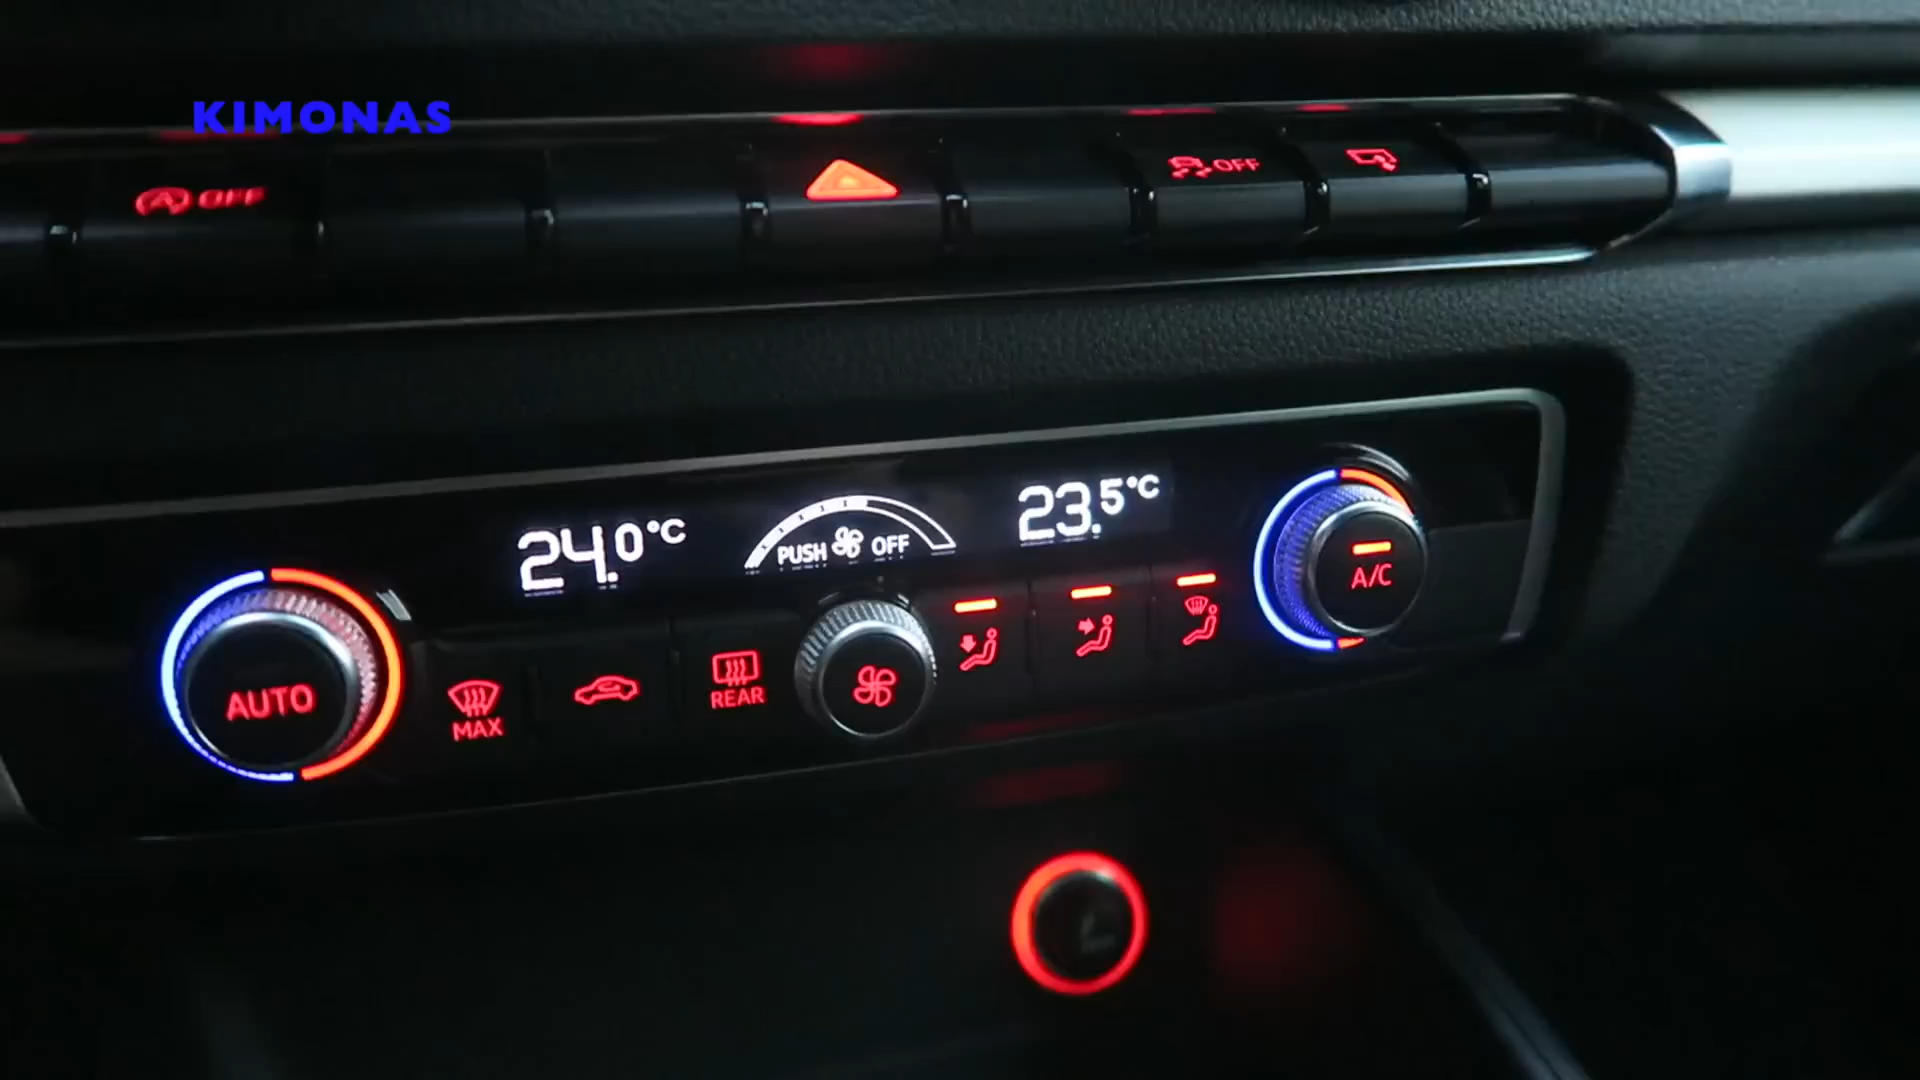 KIMONAS
OFF
OFF
24.0°C
PUSH OFF
23.5°C
A/C
AUTO
MAX
REAR